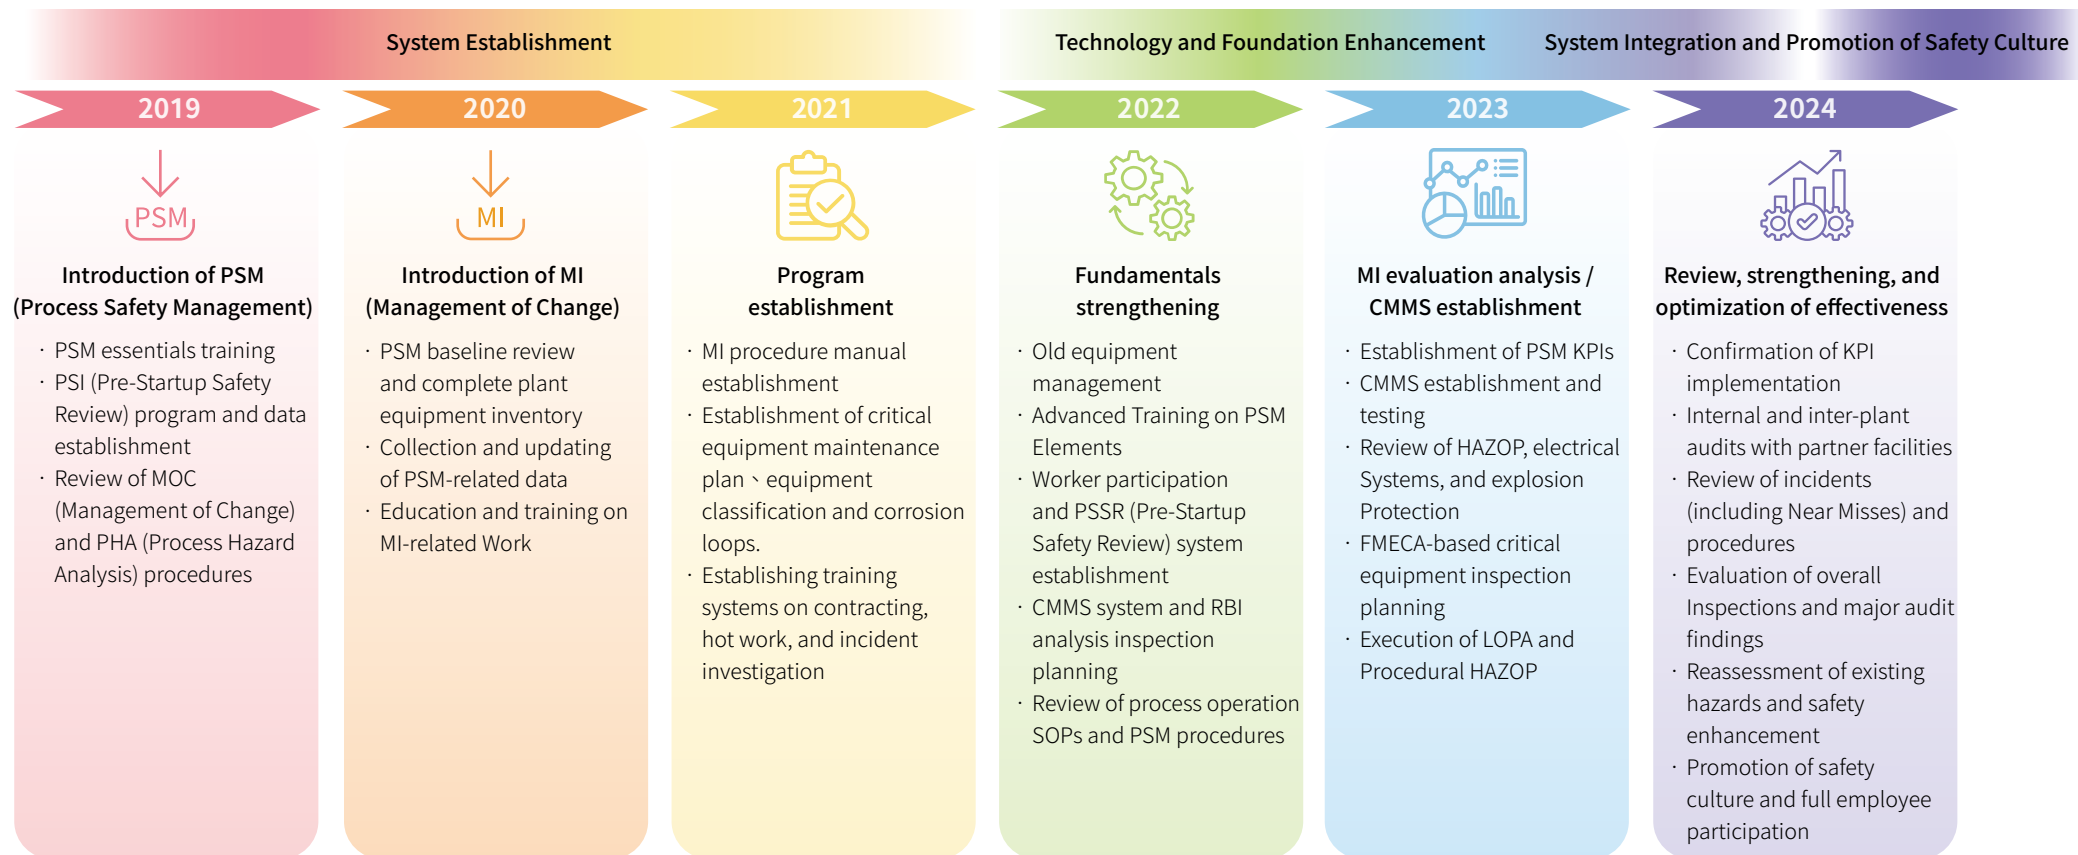 System Establishment
Technology and Foundation Enhancement
System Integration and Promotion of Safety Culture
2019
PSM
Introduction of PSM
(Process Safety Management)
· PSM essentials training
· PSI (Pre-Startup Safety
Review) program and data
establishment
· Review of MOC
(Management of Change)
and PHA (Process Hazard
Analysis) procedures
2020
MI
Introduction of MI
(Management of Change)
· PSM baseline review
and complete plant
equipment inventory
· Collection and updating
of PSM-related data
· Education and training on
MI-related Work
2021
Program
establishment
· MI procedure manual
establishment
· Establishment of critical
equipment maintenance
plan、equipment
classification and corrosion
loops.
· Establishing training
systems on contracting,
hot work, and incident
investigation
2022
Fundamentals
strengthening
· Old equipment
management
· Advanced Training on PSM
Elements
· Worker participation
and PSSR (Pre-Startup
Safety Review) system
establishment
· CMMS system and RBI
analysis inspection
planning
· Review of process operation
SOPs and PSM procedures
2023
MI evaluation analysis /
CMMS establishment
· Establishment of PSM KPIs
· CMMS establishment and
testing
· Review of HAZOP, electrical
Systems, and explosion
Protection
· FMECA-based critical
equipment inspection
planning
· Execution of LOPA and
Procedural HAZOP
2024
Review, strengthening, and
optimization of effectiveness
· Confirmation of KPI
implementation
· Internal and inter-plant
audits with partner facilities
· Review of incidents
(including Near Misses) and
procedures
· Evaluation of overall
Inspections and major audit
findings
· Reassessment of existing
hazards and safety
enhancement
· Promotion of safety
culture and full employee
participation